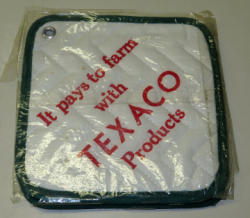 It pays to farm
with
TEXACO
Products